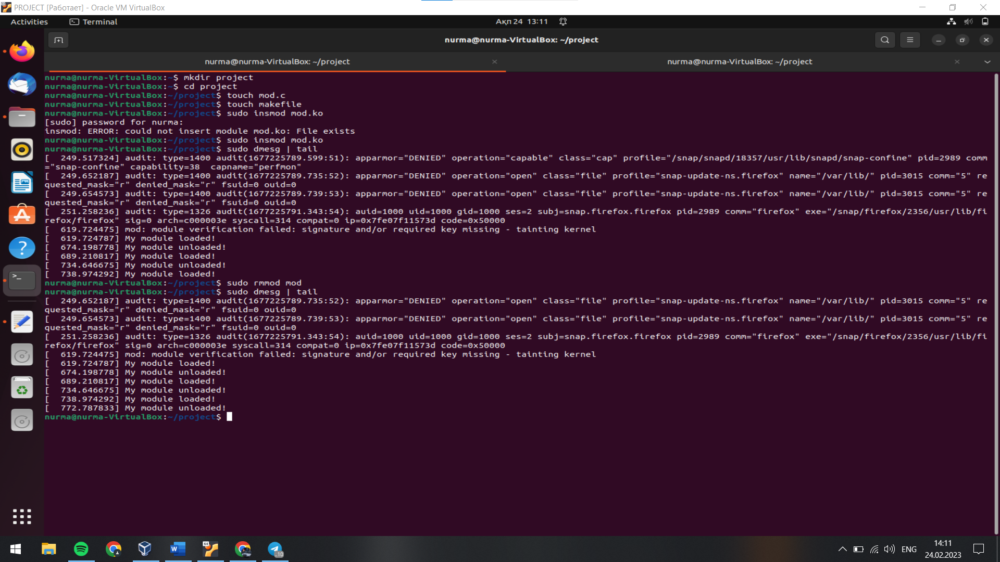 PROJECT [Работает] - Oracle VM VirtualBox
Activities
Terminal
Ақп 24 13:11
nurma@nurma-VirtualBox: ~/project
nurma@nurma-VirtualBox: ~/project
nurma@nurma-VirtualBox: ~/project
nurma@nurma-VirtualBox:~$ mkdir project
nurma@nurma-VirtualBox:~$ cd project
nurma@nurma-VirtualBox:~/project$ touch mod.c
nurma@nurma-VirtualBox:~/project$ touch makefile
nurma@nurma-VirtualBox:~/project$ sudo insmod mod.ko
[sudo] password for nurma:
insmod: ERROR: could not insert module mod.ko: File exists
nurma@nurma-VirtualBox:~/project$ sudo insmod mod.ko
nurma@nurma-VirtualBox:~/project$ sudo dmesg | tail
[  249.517324] audit: type=1400 audit(1677225789.599:51): apparmor="DENIED" operation="capable" class="cap" profile="/snap/snapd/18357/usr/lib/snapd/snap-confine" pid=2989 comm
="snap-confine" capability=38  capname="perfmon"
[  249.652187] audit: type=1400 audit(1677225789.735:52): apparmor="DENIED" operation="open" class="file" profile="snap-update-ns.firefox" name="/var/lib/" pid=3015 comm="5" re
quested_mask="r" denied_mask="r" fsuid=0 ouid=0
[  249.654573] audit: type=1400 audit(1677225789.739:53): apparmor="DENIED" operation="open" class="file" profile="snap-update-ns.firefox" name="/var/lib/" pid=3015 comm="5" re
quested_mask="r" denied_mask="r" fsuid=0 ouid=0
[  251.258236] audit: type=1326 audit(1677225791.343:54): auid=1000 uid=1000 gid=1000 ses=2 subj=snap.firefox.firefox pid=2989 comm="firefox" exe="/snap/firefox/2356/usr/lib/fi
refox/firefox" sig=0 arch=c000003e syscall=314 compat=0 ip=0x7fe07f11573d code=0x50000
[  619.724475] mod: module verification failed: signature and/or required key missing - tainting kernel
[  619.724787] My module loaded!
[  674.198778] My module unloaded!
[  689.210817] My module loaded!
[  734.646675] My module unloaded!
[  738.974292] My module loaded!
nurma@nurma-VirtualBox:~/project$ sudo rmmod mod
nurma@nurma-VirtualBox:~/project$ sudo dmesg | tail
[  249.652187] audit: type=1400 audit(1677225789.735:52): apparmor="DENIED" operation="open" class="file" profile="snap-update-ns.firefox" name="/var/lib/" pid=3015 comm="5" re
quested_mask="r" denied_mask="r" fsuid=0 ouid=0
[  249.654573] audit: type=1400 audit(1677225789.739:53): apparmor="DENIED" operation="open" class="file" profile="snap-update-ns.firefox" name="/var/lib/" pid=3015 comm="5" re
quested_mask="r" denied_mask="r" fsuid=0 ouid=0
[  251.258236] audit: type=1326 audit(1677225791.343:54): auid=1000 uid=1000 gid=1000 ses=2 subj=snap.firefox.firefox pid=2989 comm="firefox" exe="/snap/firefox/2356/usr/lib/fi
refox/firefox" sig=0 arch=c000003e syscall=314 compat=0 ip=0x7fe07f11573d code=0x50000
[  619.724475] mod: module verification failed: signature and/or required key missing - tainting kernel
[  619.724787] My module loaded!
[  674.198778] My module unloaded!
[  689.210817] My module loaded!
[  734.646675] My module unloaded!
[  738.974292] My module loaded!
[  772.787833] My module unloaded!
nurma@nurma-VirtualBox:~/project$
W
64
..10
ENG
14:11
24.02.2023